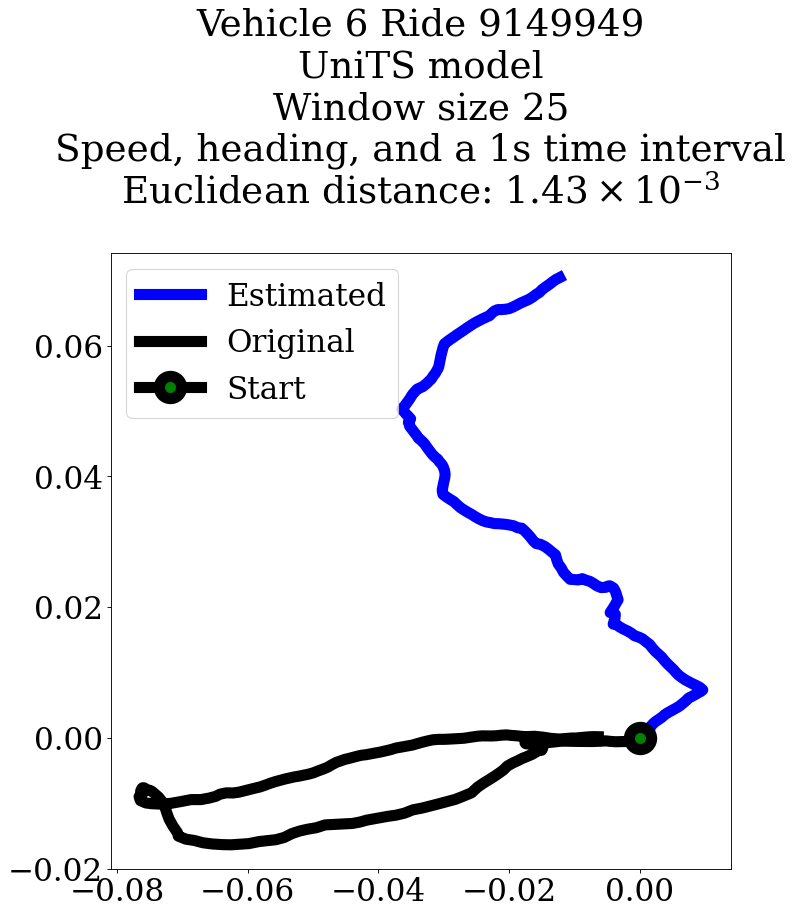 Vehicle 6 Ride 9149949
UniTS model
Window size 25
Speed, heading, and a 1s time interval
Euclidean distance: 1.43 × 10⁻³
Estimated
Original
Start
0.06
0.04
0.02
0.00
−0.02
−0.08
−0.06
−0.04
−0.02
0.00